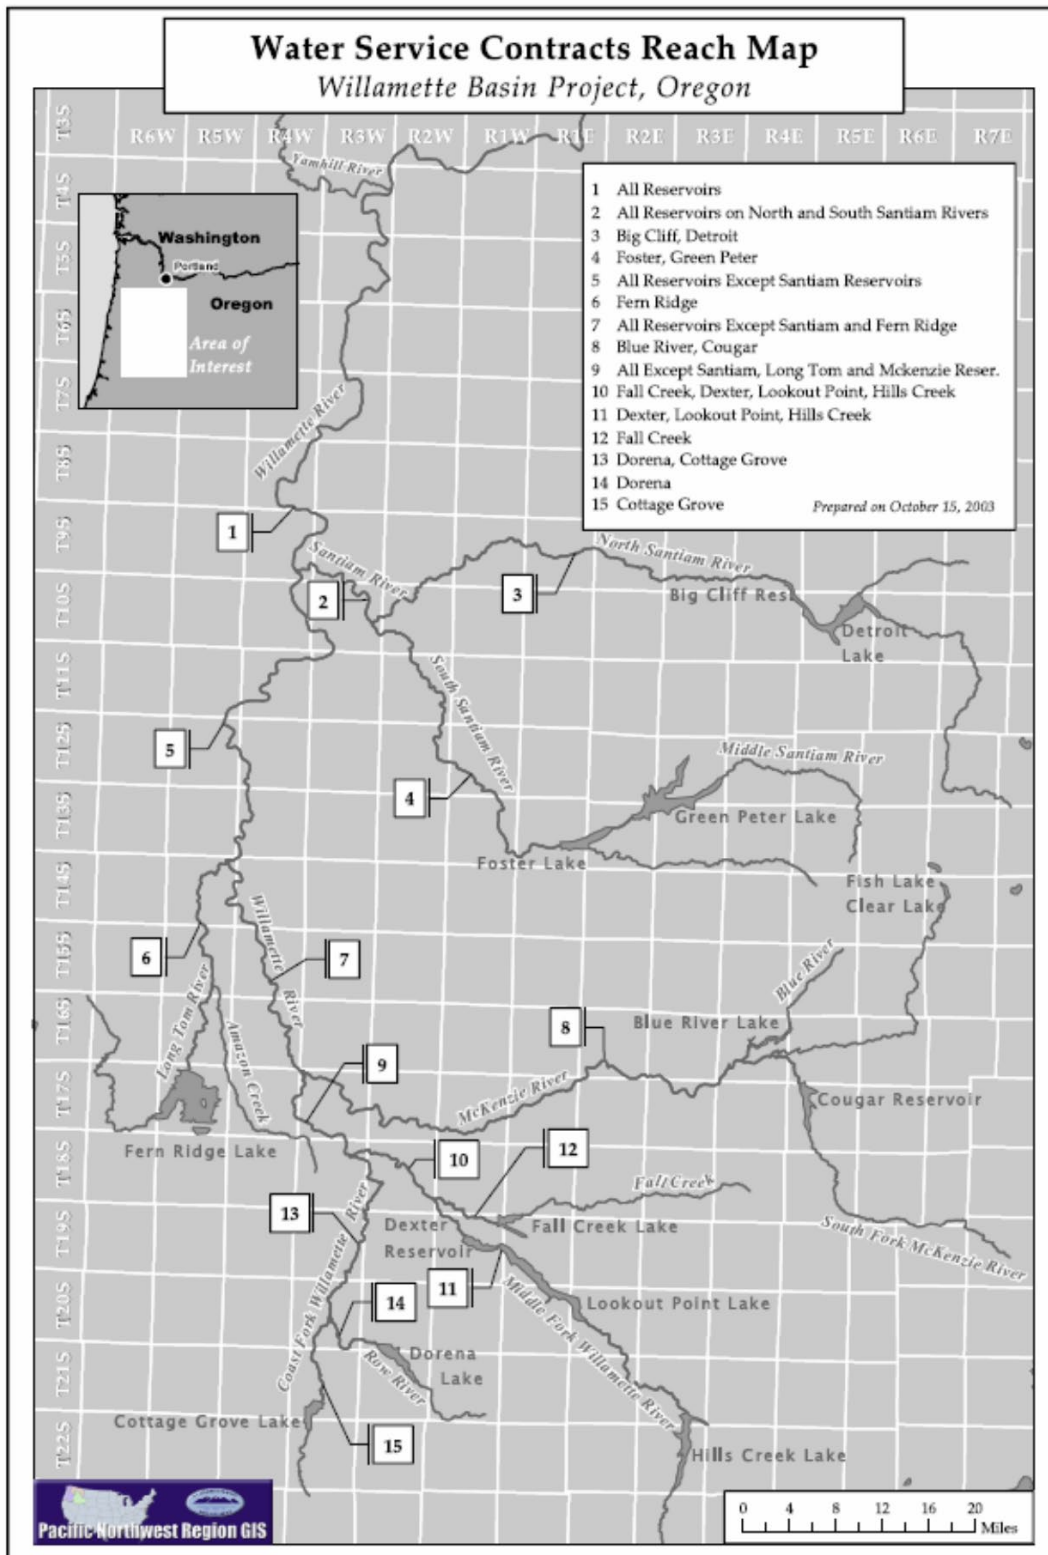 Water Service Contracts Reach Map
Willamette Basin Project, Oregon
R6W R5W R4W R3W R2W R1W R1E R2E R3E R4E R5E R6E R7E
T3S
T4S
T5S
T6S
T7S
T8S
T9S
T10S
T11S
T12S
T13S
T14S
T15S
T16S
T17S
T18S
T19S
T20S
T21S
T22S
Washington
Portland
Oregon
Area of
Interest
1 All Reservoirs
2 All Reservoirs on North and South Santiam Rivers
3 Big Cliff, Detroit
4 Foster, Green Peter
5 All Reservoirs Except Santiam Reservoirs
6 Fern Ridge
7 All Reservoirs Except Santiam and Fern Ridge
8 Blue River, Cougar
9 All Except Santiam, Long Tom and Mckenzie Reser.
10 Fall Creek, Dexter, Lookout Point, Hills Creek
11 Dexter, Lookout Point, Hills Creek
12 Fall Creek
13 Dorena, Cottage Grove
14 Dorena
15 Cottage Grove
Prepared on October 15, 2003
Yamhill River
Willamette River
1
Santiam River
2
North Santiam River
3
Big Cliff Res.
Detroit
Lake
South Santiam River
5
4
Middle Santiam River
Green Peter Lake
Foster Lake
Fish Lake
Clear Lake
Willamette River
6
7
Long Tom River
Amazon Creek
Blue River
Blue River Lake
8
9
McKenzie River
Cougar Reservoir
Fern Ridge Lake
10
12
Fall Creek
Fall Creek Lake
13
Dexter
Reservoir
South Fork McKenzie River
11
Lookout Point Lake
14
Coast Fork Willamette River
Middle Fork Willamette River
Dorena
Lake
Row River
Cottage Grove Lake
15
Hills Creek Lake
Pacific Northwest Region GIS
0 4 8 12 16 20
Miles